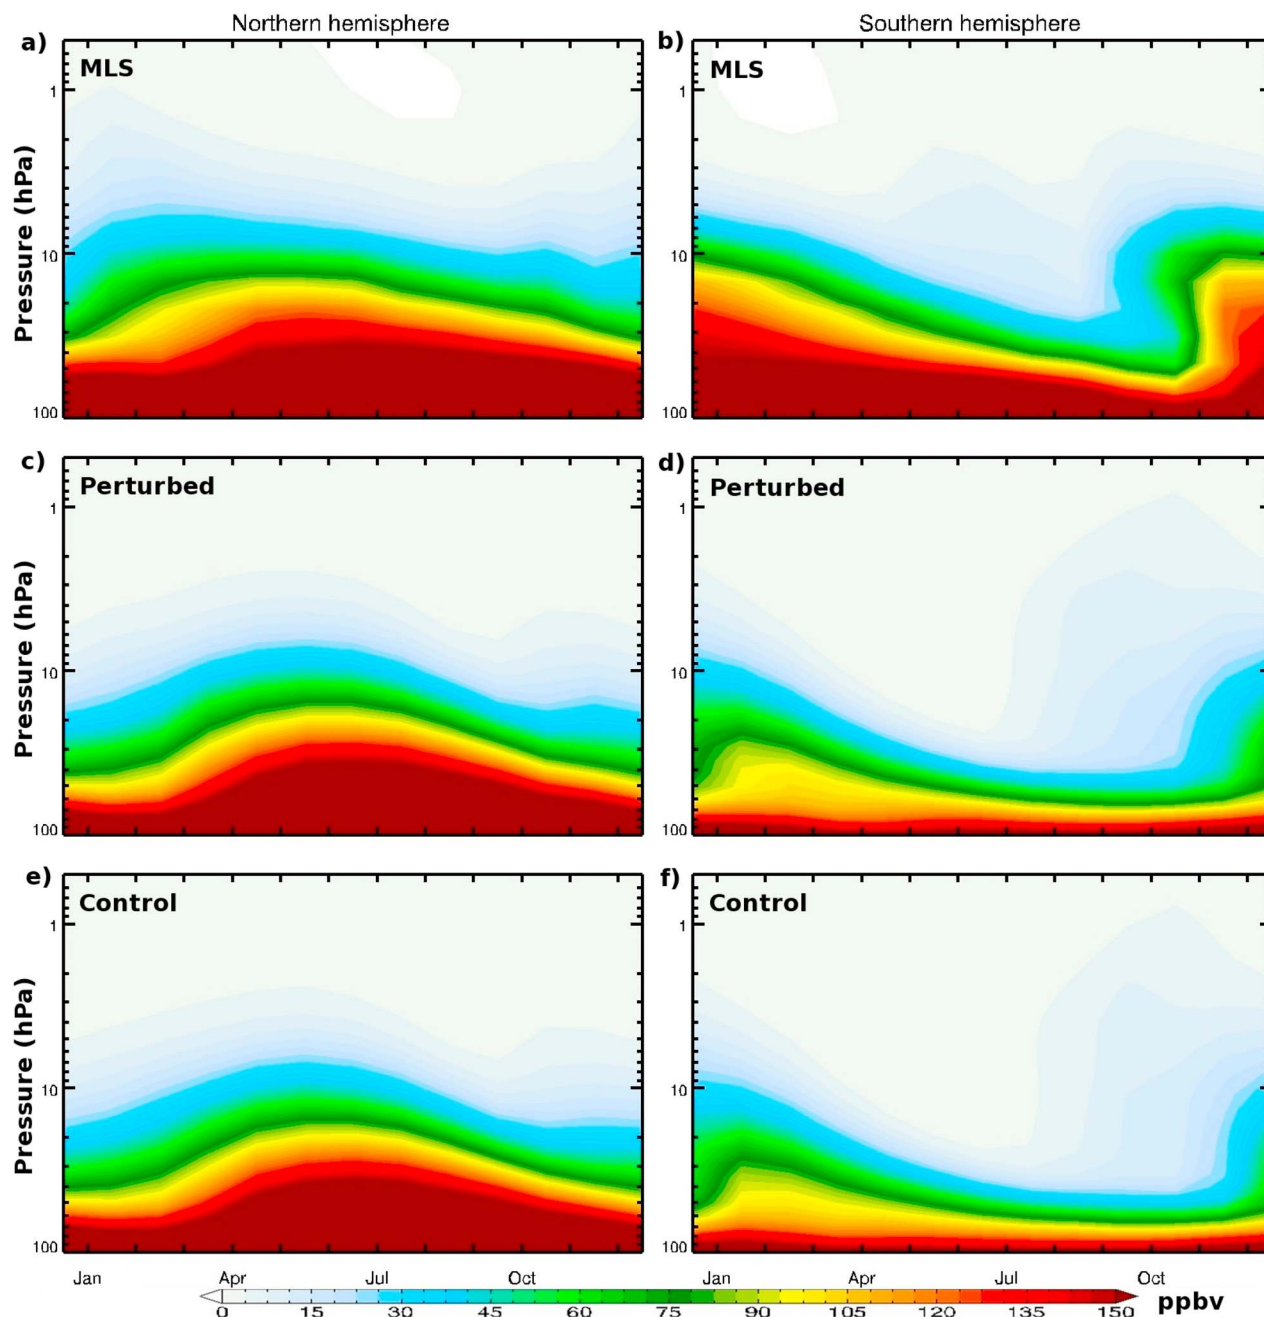 Northern hemisphere Southern hemisphere
a) b)
MLS MLS
1 1
10 10
100 100
Pressure (hPa)
c) d)
Perturbed Perturbed
1 1
10 10
100 100
Pressure (hPa)
e) f)
Control Control
1 1
10 10
100 100
Pressure (hPa)
Jan Apr Jul Oct Jan Apr Jul Oct
0 15 30 45 60 75 90 105 120 135 150 ppbv